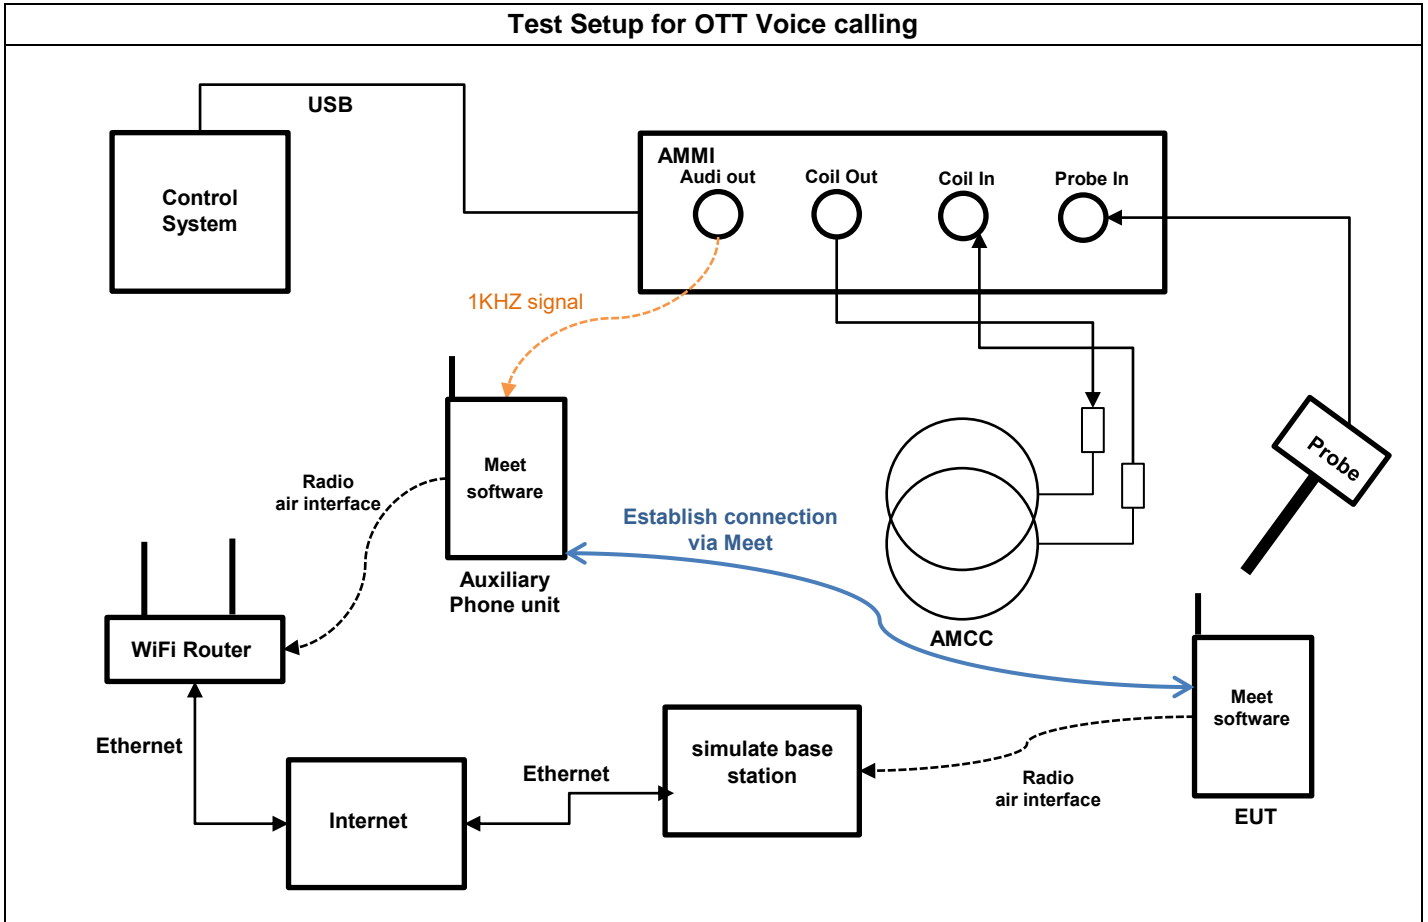 Test Setup for OTT Voice calling
USB
Control
System
AMMI
Audi out
Coil Out
Coil In
Probe In
1KHZ signal
Probe
Meet
software
Radio
air interface
Establish connection
via Meet
Auxiliary
Phone unit
AMCC
WiFi Router
Meet
software
Ethernet
simulate base
station
Ethernet
Radio
air interface
Internet
EUT